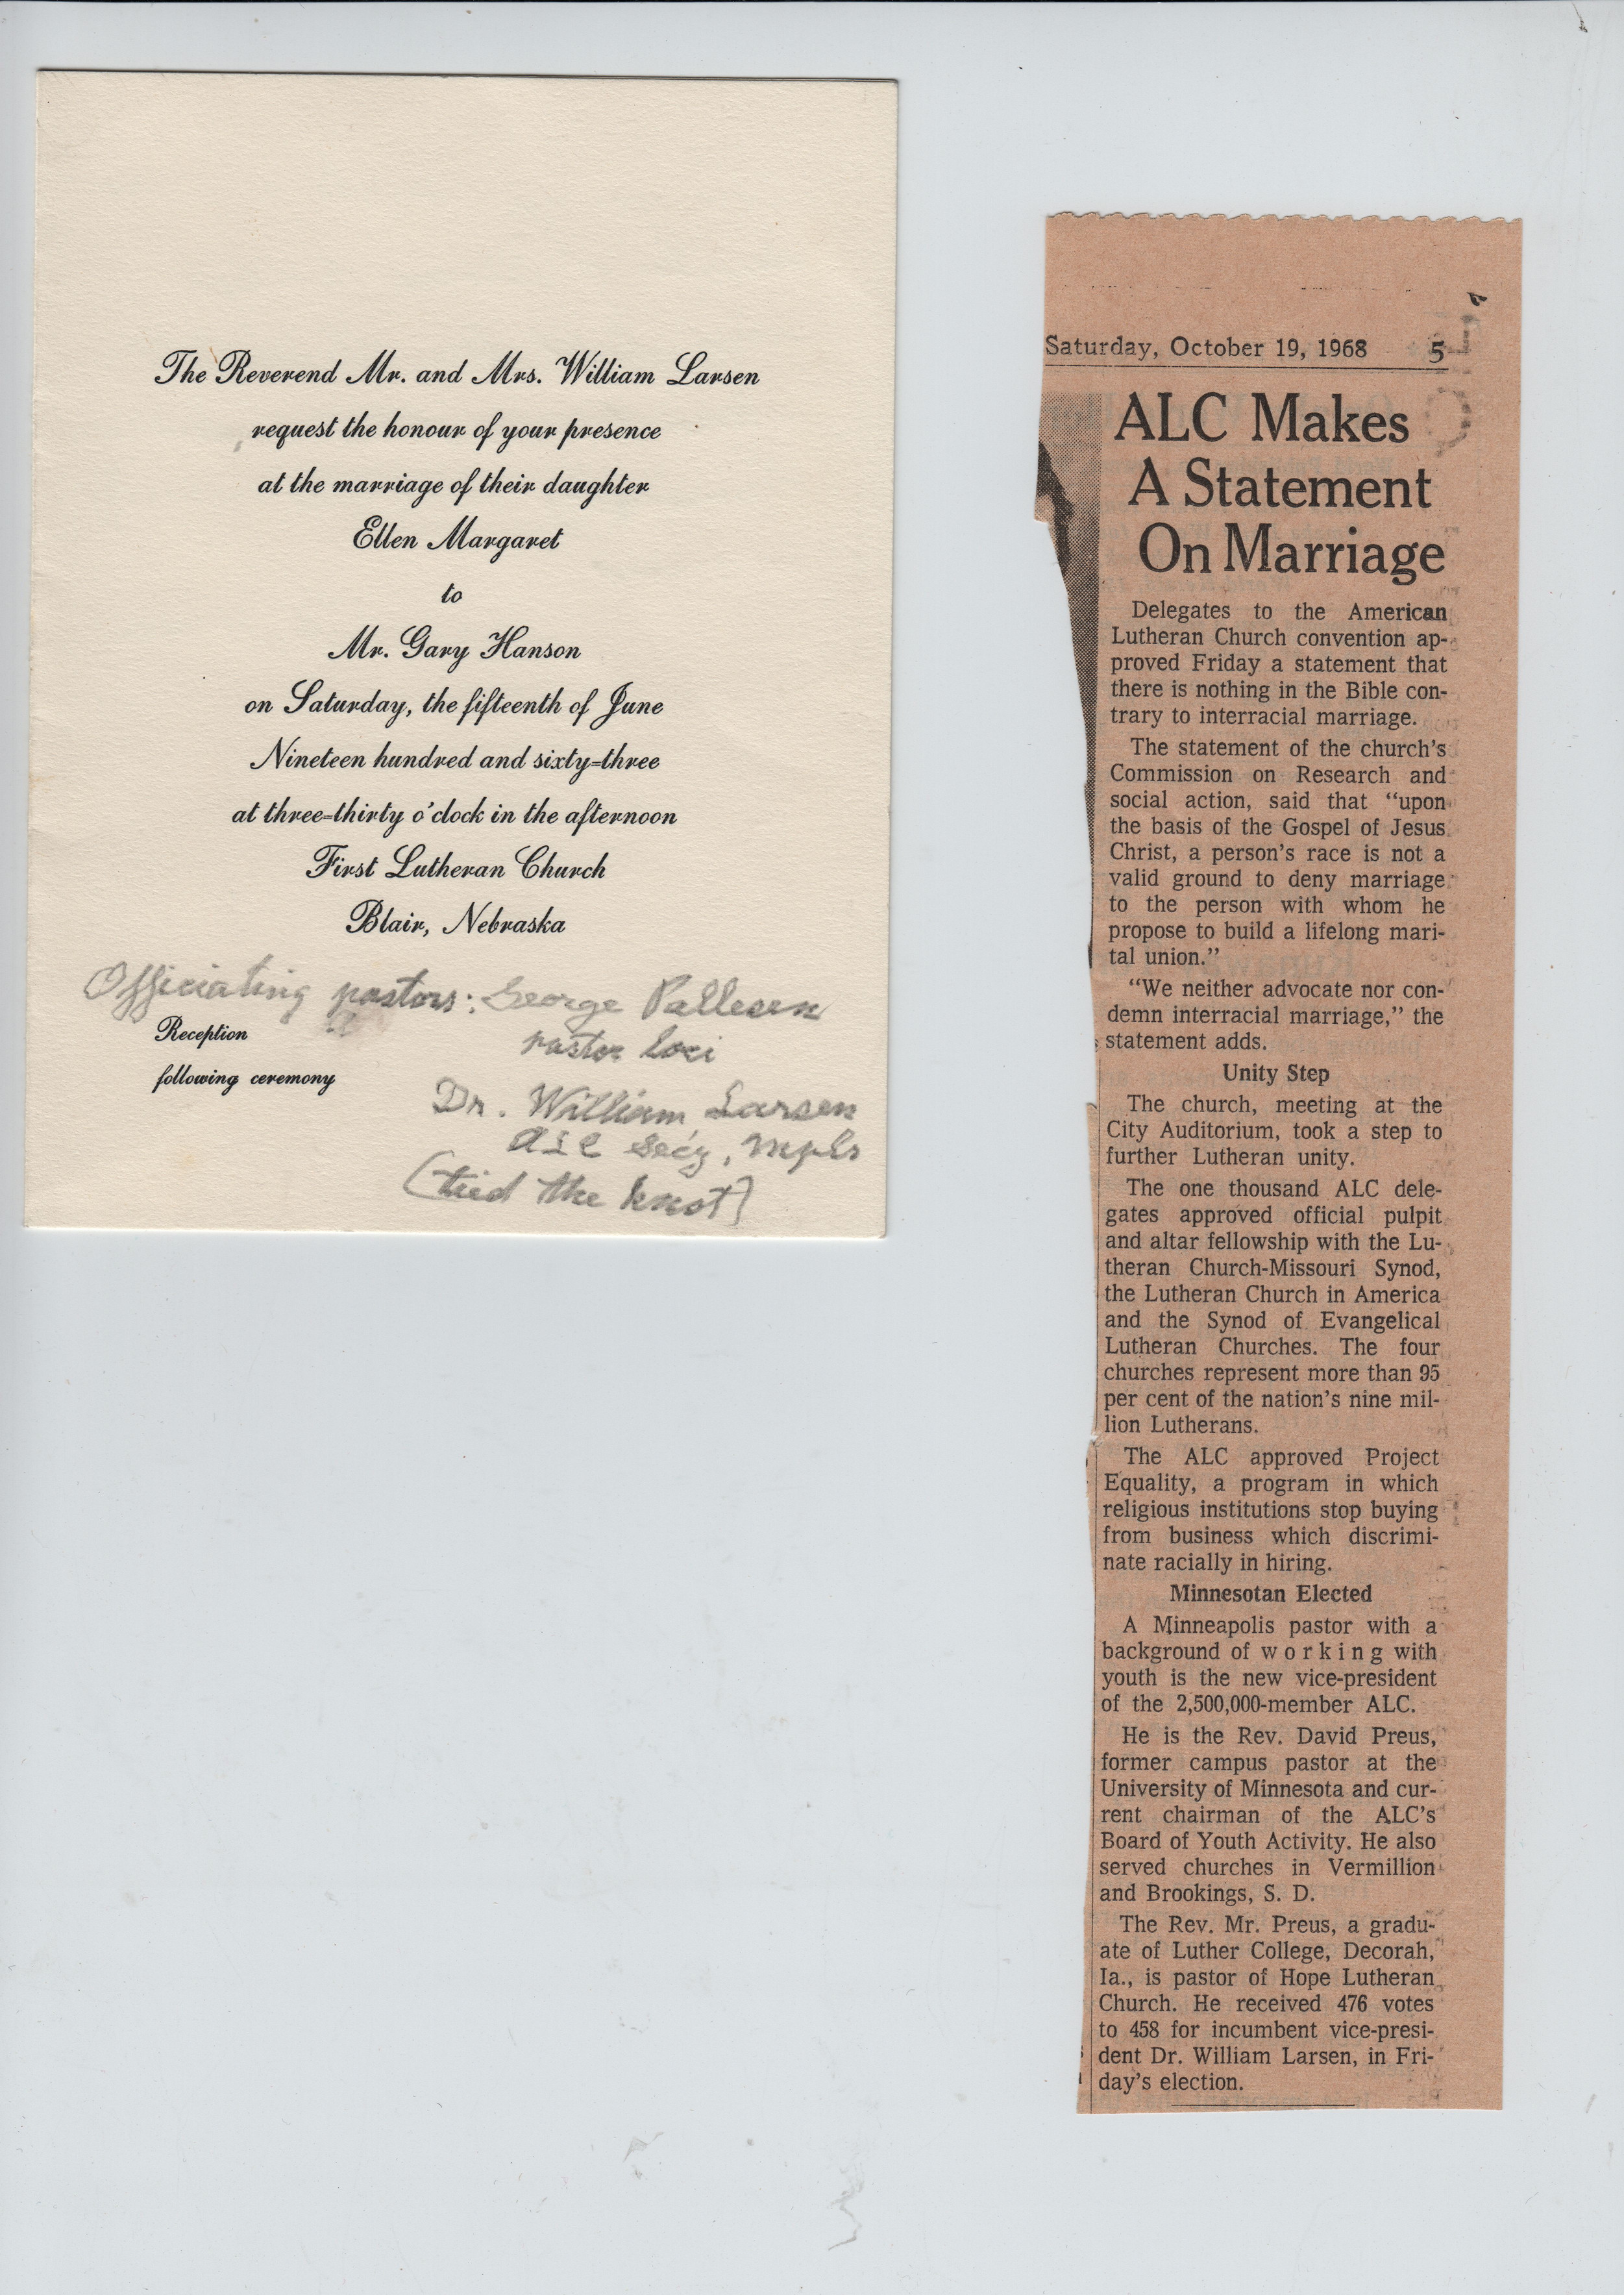 The Reverend Mr. and Mrs. William Larsen
request the honour of your presence
at the marriage of their daughter
Ellen Margaret
to
Mr. Gary Hanson
on Saturday, the fifteenth of June
Nineteen hundred and sixty-three
at three-thirty o'clock in the afternoon
First Lutheran Church
Blair, Nebraska
Officiating pastors: George Pallesen
pastor loci
Reception
following ceremony
Dr. William Larsen
ALC Sec'y, Mpls
(tied the knot)
Saturday, October 19, 1968 5
ALC Makes
A Statement
On Marriage
Delegates to the American
Lutheran Church convention ap-
proved Friday a statement that
there is nothing in the Bible con-
trary to interracial marriage.
The statement of the church's
Commission on Research and
social action, said that “upon
the basis of the Gospel of Jesus
Christ, a person's race is not a
valid ground to deny marriage
to the person with whom he
propose to build a lifelong mari-
tal union.”
“We neither advocate nor con-
demn interracial marriage,” the
statement adds.
Unity Step
The church, meeting at the
City Auditorium, took a step to
further Lutheran unity.
The one thousand ALC dele-
gates approved official pulpit
and altar fellowship with the Lu-
theran Church-Missouri Synod,
the Lutheran Church in America
and the Synod of Evangelical
Lutheran Churches. The four
churches represent more than 95
per cent of the nation's nine mil-
lion Lutherans.
The ALC approved Project
Equality, a program in which
religious institutions stop buying
from business which discrimi-
nate racially in hiring.
Minnesotan Elected
A Minneapolis pastor with a
background of working with
youth is the new vice-president
of the 2,500,000-member ALC.
He is the Rev. David Preus,
former campus pastor at the
University of Minnesota and cur-
rent chairman of the ALC's
Board of Youth Activity. He also
served churches in Vermillion
and Brookings, S. D.
The Rev. Mr. Preus, a gradu-
ate of Luther College, Decorah,
Ia., is pastor of Hope Lutheran
Church. He received 476 votes
to 458 for incumbent vice-presi-
dent Dr. William Larsen, in Fri-
day's election.